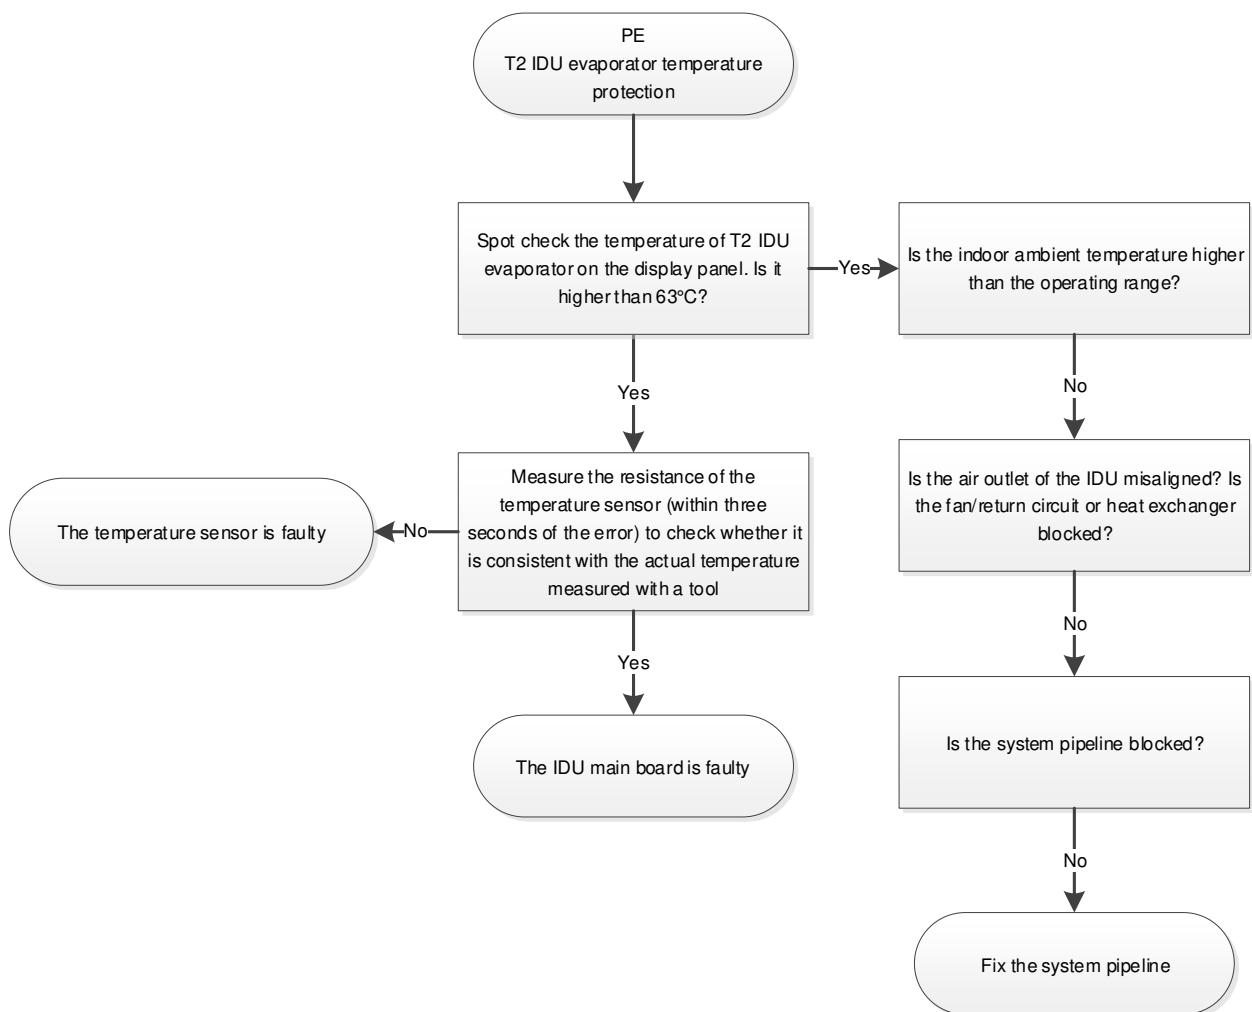 PE
T2 IDU evaporator temperature
protection
Spot check the temperature of T2 IDU
evaporator on the display panel. Is it
higher than 63°C?
Yes
Is the indoor ambient temperature higher
than the operating range?
Yes
No
Measure the resistance of the
temperature sensor (within three
seconds of the error) to check whether it
is consistent with the actual temperature
measured with a tool
No
The temperature sensor is faulty
Is the air outlet of the IDU misaligned? Is
the fan/return circuit or heat exchanger
blocked?
Yes
No
The IDU main board is faulty
Is the system pipeline blocked?
No
Fix the system pipeline